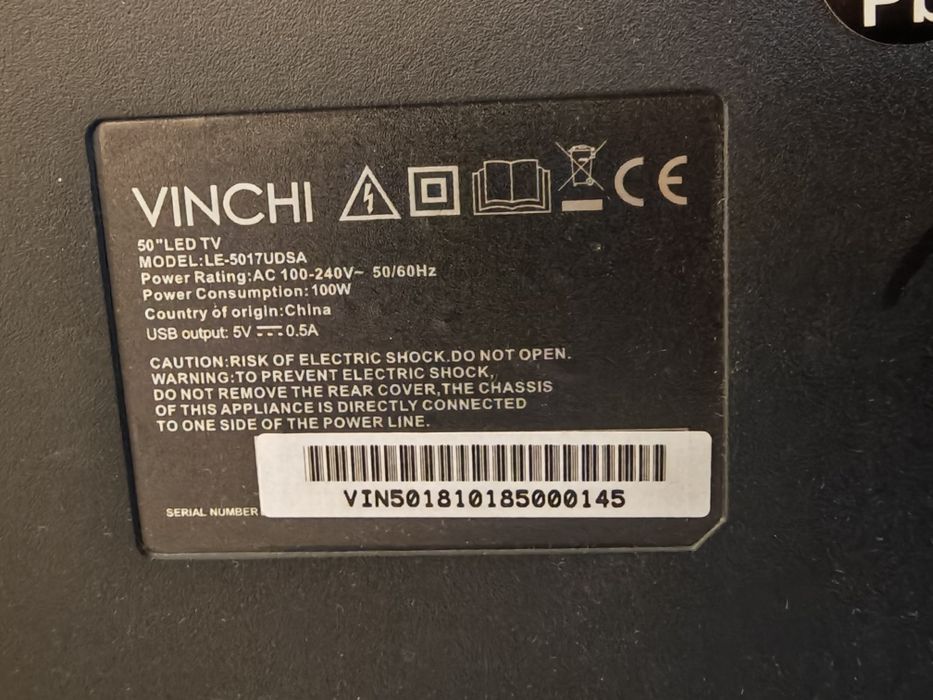 Pb
VINCHI CE
50"LED TV
MODEL:LE-5017UDSA
Power Rating:AC 100-240V~ 50/60Hz
Power Consumption:100W
Country of origin:China
USB output: 5V ⎓ 0.5A
CAUTION:RISK OF ELECTRIC SHOCK.DO NOT OPEN.
WARNING:TO PREVENT ELECTRIC SHOCK,
DO NOT REMOVE THE REAR COVER,THE CHASSIS
OF THIS APPLIANCE IS DIRECTLY CONNECTED
TO ONE SIDE OF THE POWER LINE.
VIN501810185000145
SERIAL NUMBER